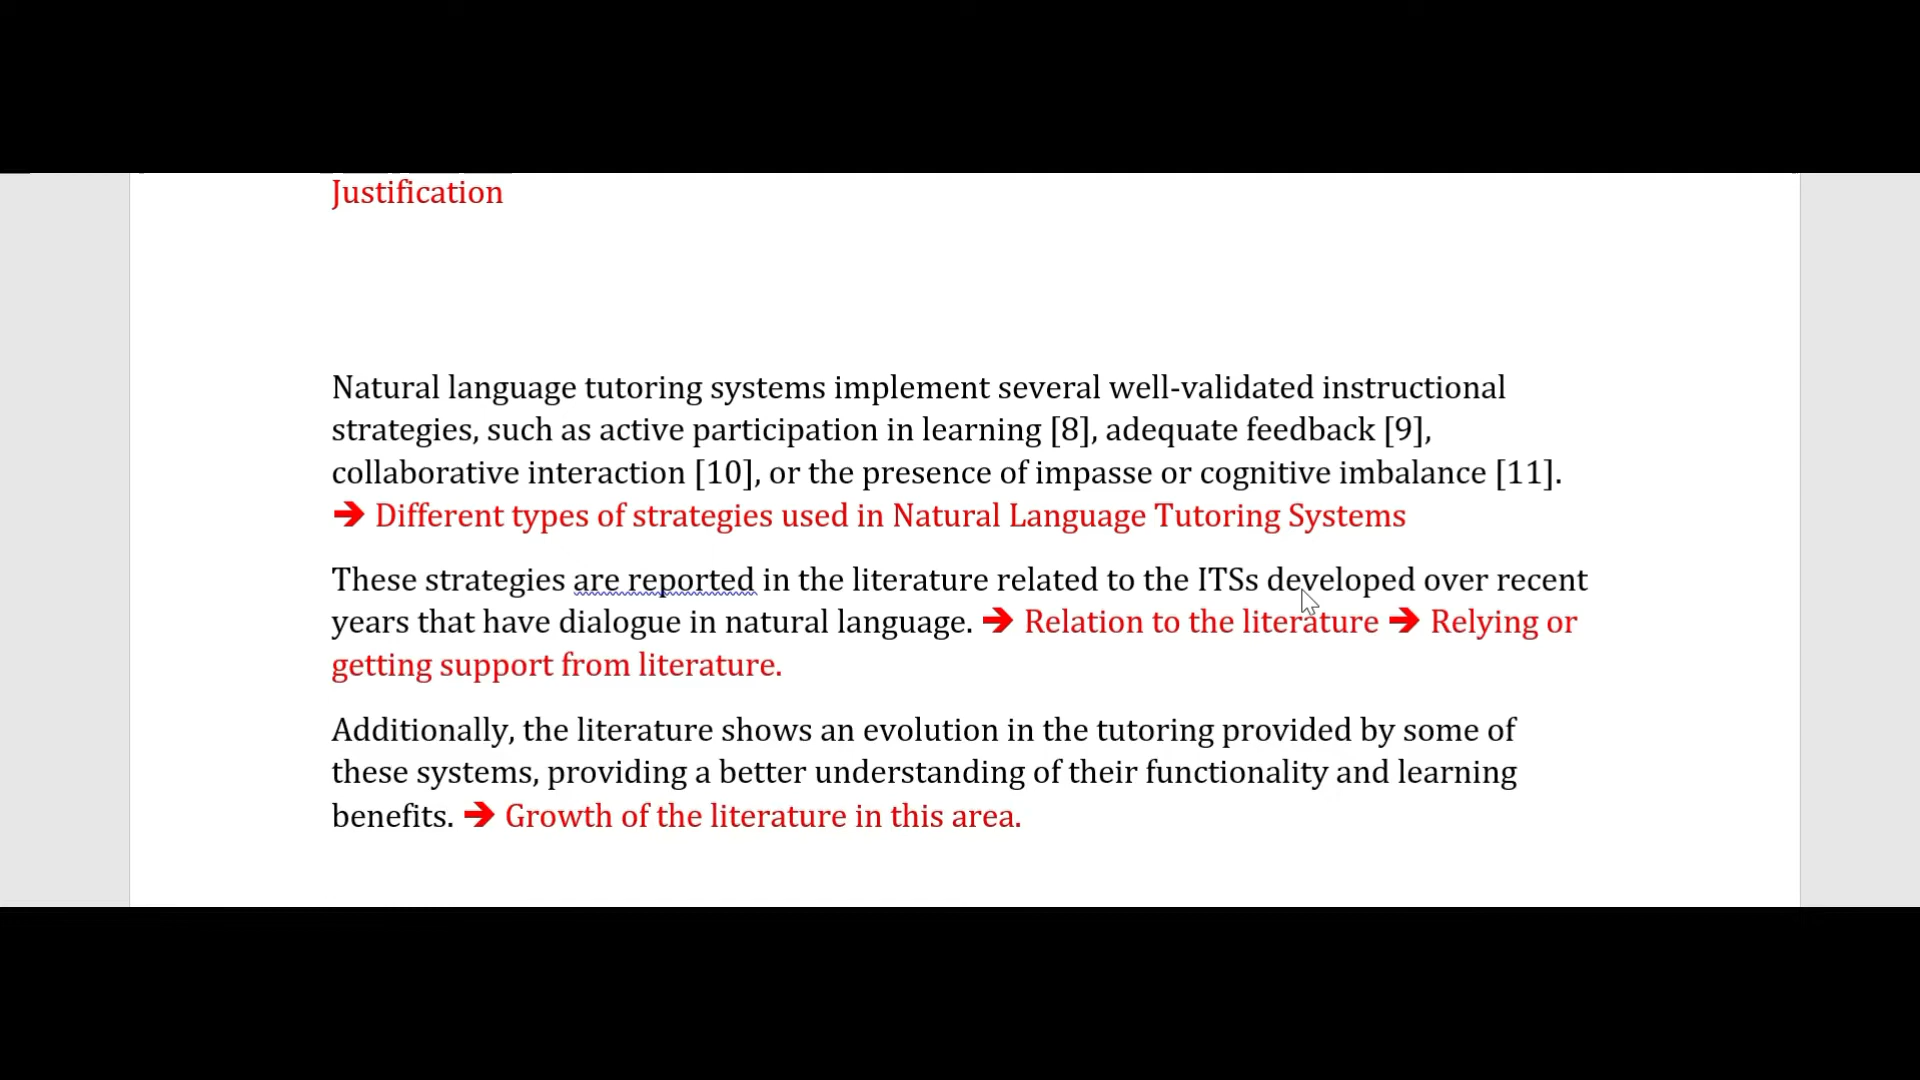 Justification
Natural language tutoring systems implement several well-validated instructional
strategies, such as active participation in learning [8], adequate feedback [9],
collaborative interaction [10], or the presence of impasse or cognitive imbalance [11].
➔ Different types of strategies used in Natural Language Tutoring Systems
These strategies are reported in the literature related to the ITSs developed over recent
years that have dialogue in natural language. ➔ Relation to the literature ➔ Relying or
getting support from literature.
Additionally, the literature shows an evolution in the tutoring provided by some of
these systems, providing a better understanding of their functionality and learning
benefits. ➔ Growth of the literature in this area.